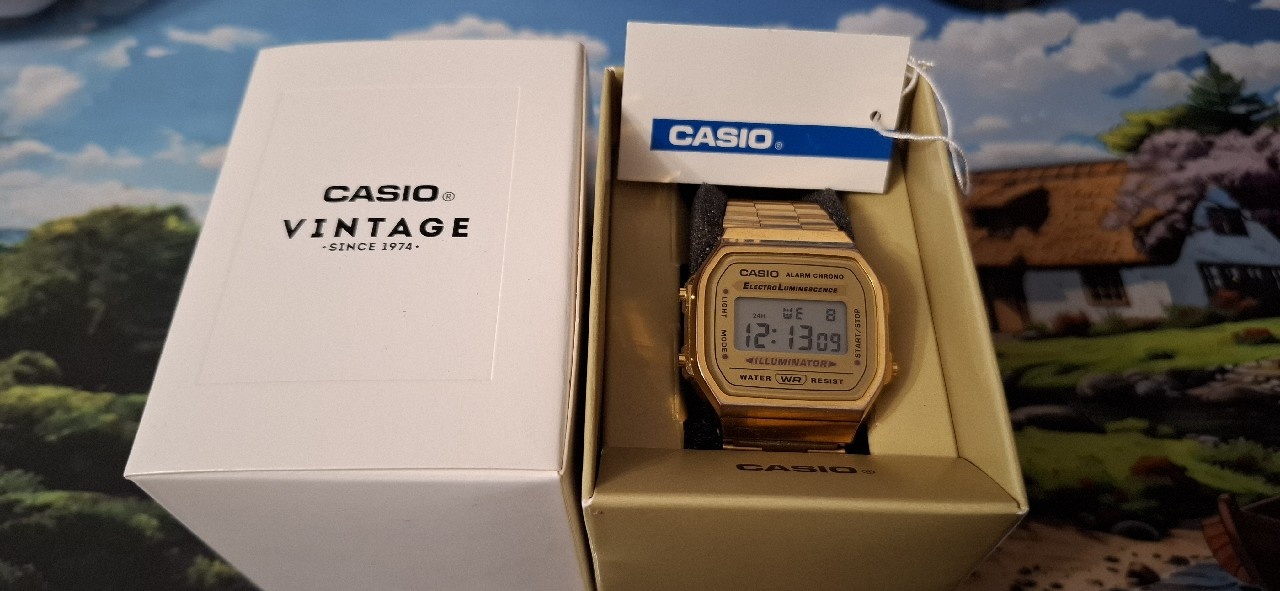 CASIO®
VINTAGE
·SINCE 1974·
CASIO®
CASIO ALARM CHRONO
ELECTRO LUMINESCENCE
LIGHT
MODE
24H WE 8
12:13 09
START/STOP
ILLUMINATOR
WATER WR RESIST
CASIO®